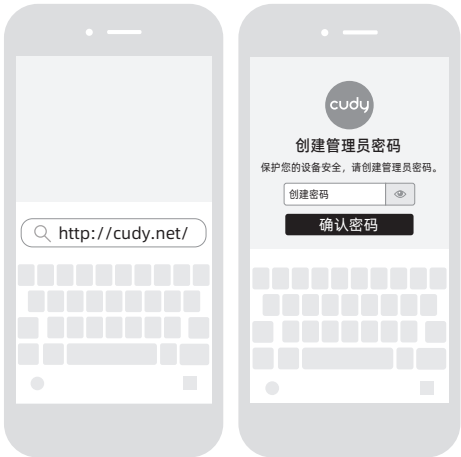 http://cudy.net/
cudy
创建管理员密码
保护您的设备安全，请创建管理员密码。
创建密码
确认密码